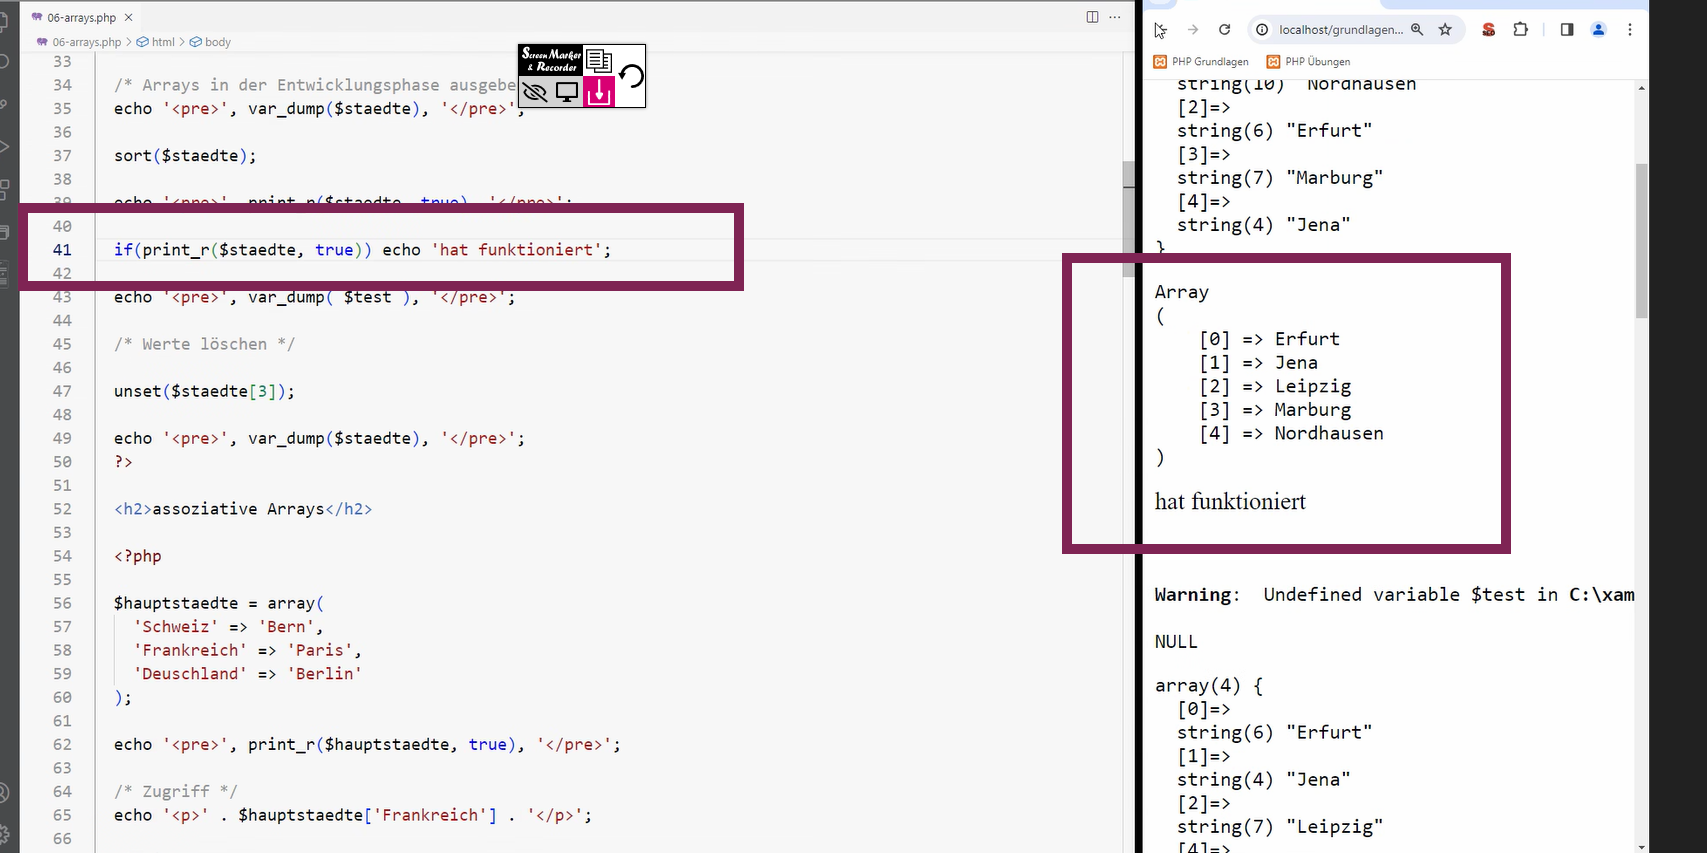 06-arrays.php
06-arrays.php > html > body
33
34 /* Arrays in der Entwicklungsphase ausgebe
35 echo '<pre>', var_dump($staedte), '</pre>';
36
37 sort($staedte);
38
39 echo '<pre>', print_r($staedte, true), '</pre>';
40
41 if(print_r($staedte, true)) echo 'hat funktioniert';
42
43 echo '<pre>', var_dump( $test ), '</pre>';
44
45 /* Werte löschen */
46
47 unset($staedte[3]);
48
49 echo '<pre>', var_dump($staedte), '</pre>';
50 ?>
51
52 <h2>assoziative Arrays</h2>
53
54 <?php
55
56 $hauptstaedte = array(
57 'Schweiz' => 'Bern',
58 'Frankreich' => 'Paris',
59 'Deuschland' => 'Berlin'
60 );
61
62 echo '<pre>', print_r($hauptstaedte, true), '</pre>';
63
64 /* Zugriff */
65 echo '<p>' . $hauptstaedte['Frankreich'] . '</p>';
66
Screen Marker
& Recorder
localhost/grundlagen...
PHP Grundlagen PHP Übungen
string(10) "Nordhausen
[2]=>
string(6) "Erfurt"
[3]=>
string(7) "Marburg"
[4]=>
string(4) "Jena"
}
Array
(
[0] => Erfurt
[1] => Jena
[2] => Leipzig
[3] => Marburg
[4] => Nordhausen
)
hat funktioniert
Warning: Undefined variable $test in C:\xam
NULL
array(4) {
[0]=>
string(6) "Erfurt"
[1]=>
string(4) "Jena"
[2]=>
string(7) "Leipzig"
[4]=>